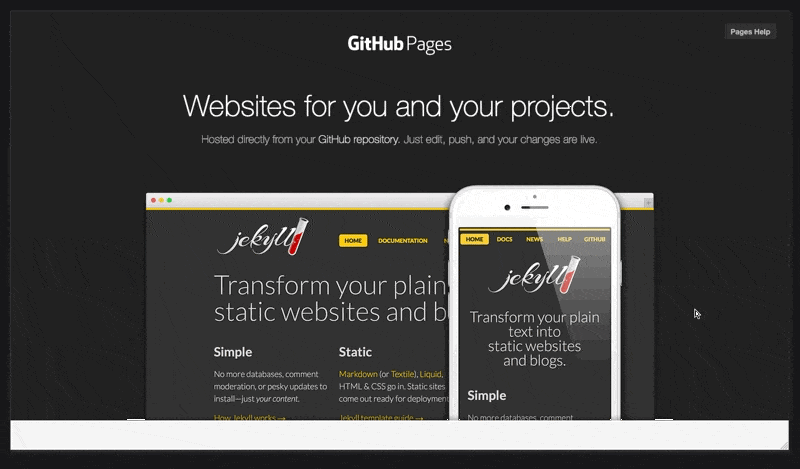 GitHub Pages
Pages Help
Websites for you and your projects.
Hosted directly from your GitHub repository. Just edit, push, and your changes are live.
jekyll
HOME DOCUMENTATION N
Transform your plain
static websites and b
Simple
No more databases, comment
moderation, or pesky updates to
install—just your content.
How Jekyll works →
Static
Markdown (or Textile), Liquid,
HTML & CSS go in. Static sites
come out ready for deployment
Jekyll template guide →
HOME DOCS NEWS HELP GITHUB
jekyll
Transform your plain
text into
static websites
and blogs.
Simple
No more databases, comment